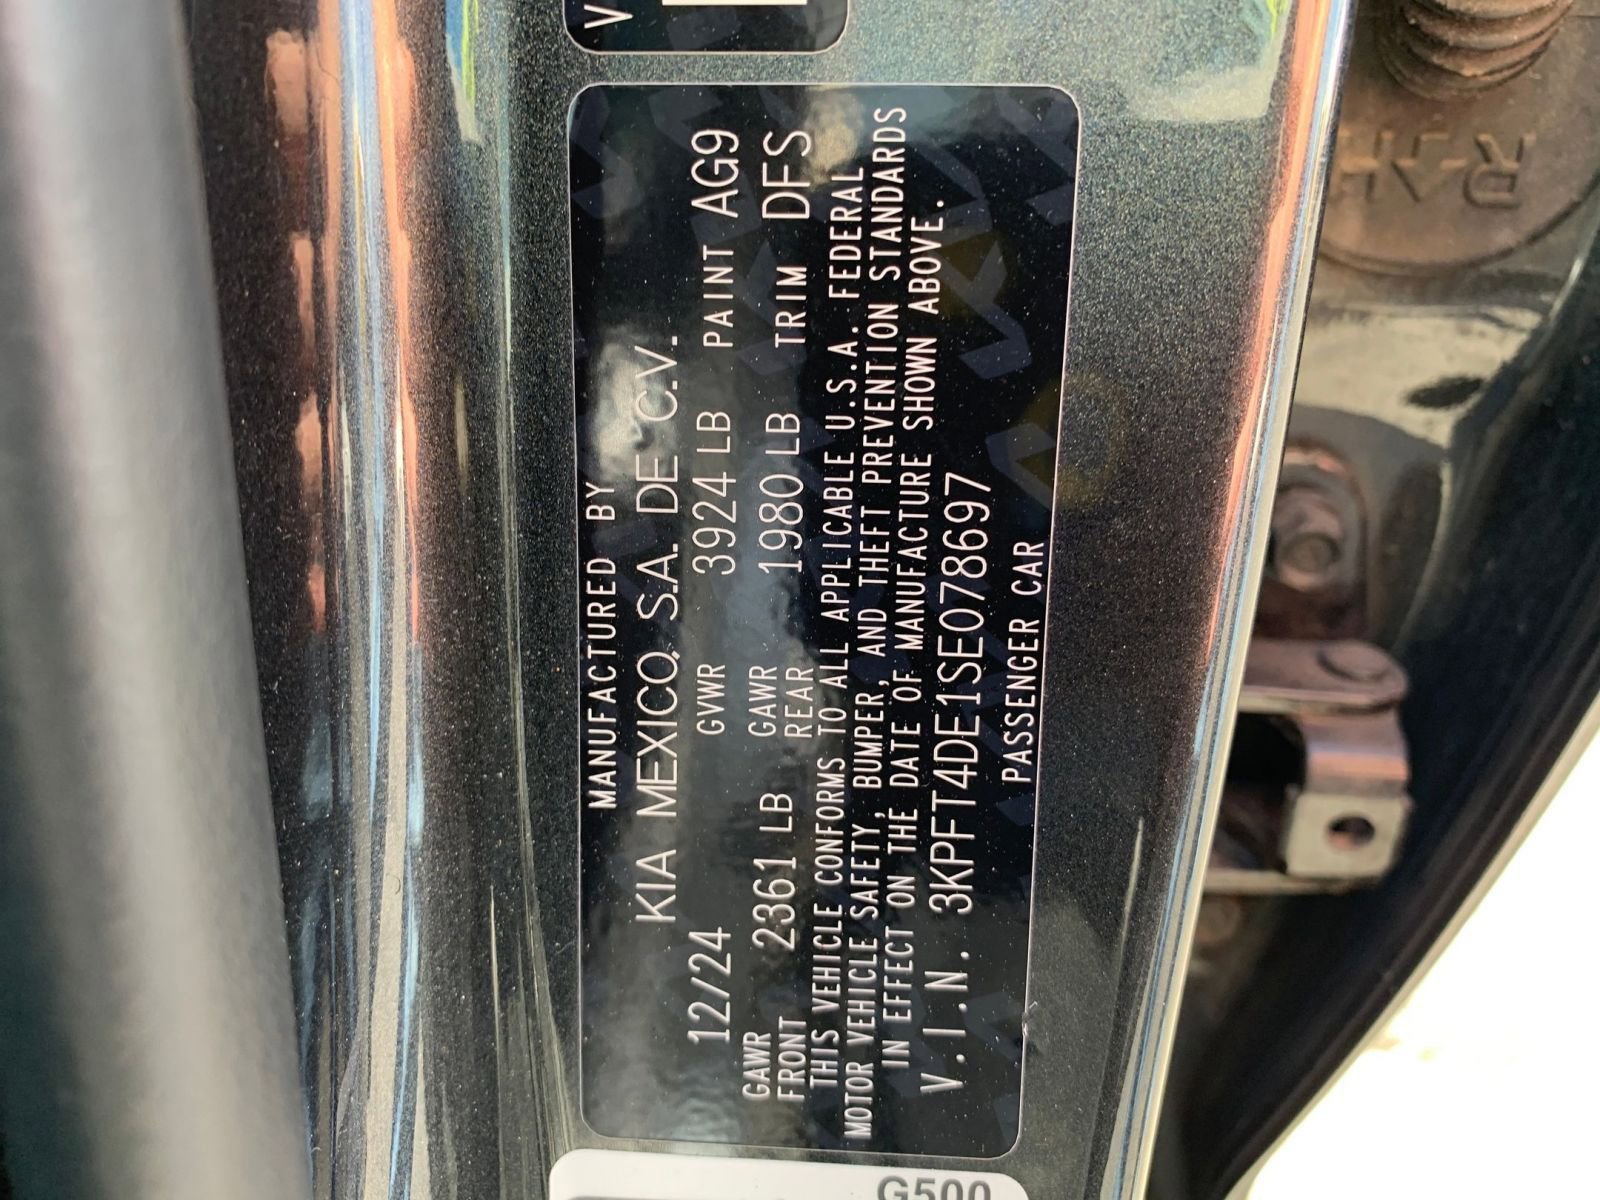 MANUFACTURED BY
KIA MEXICO, S.A. DE C.V.
12/24 GVWR 3924 LB PAINT AG9
GAWR FRONT 2361 LB GAWR REAR 1980 LB TRIM DFS
THIS VEHICLE CONFORMS TO ALL APPLICABLE U.S.A. FEDERAL
MOTOR VEHICLE SAFETY, BUMPER, AND THEFT PREVENTION STANDARDS
IN EFFECT ON THE DATE OF MANUFACTURE SHOWN ABOVE.
V.I.N. 3KPFT4DE1SE078697
PASSENGER CAR
G500
V